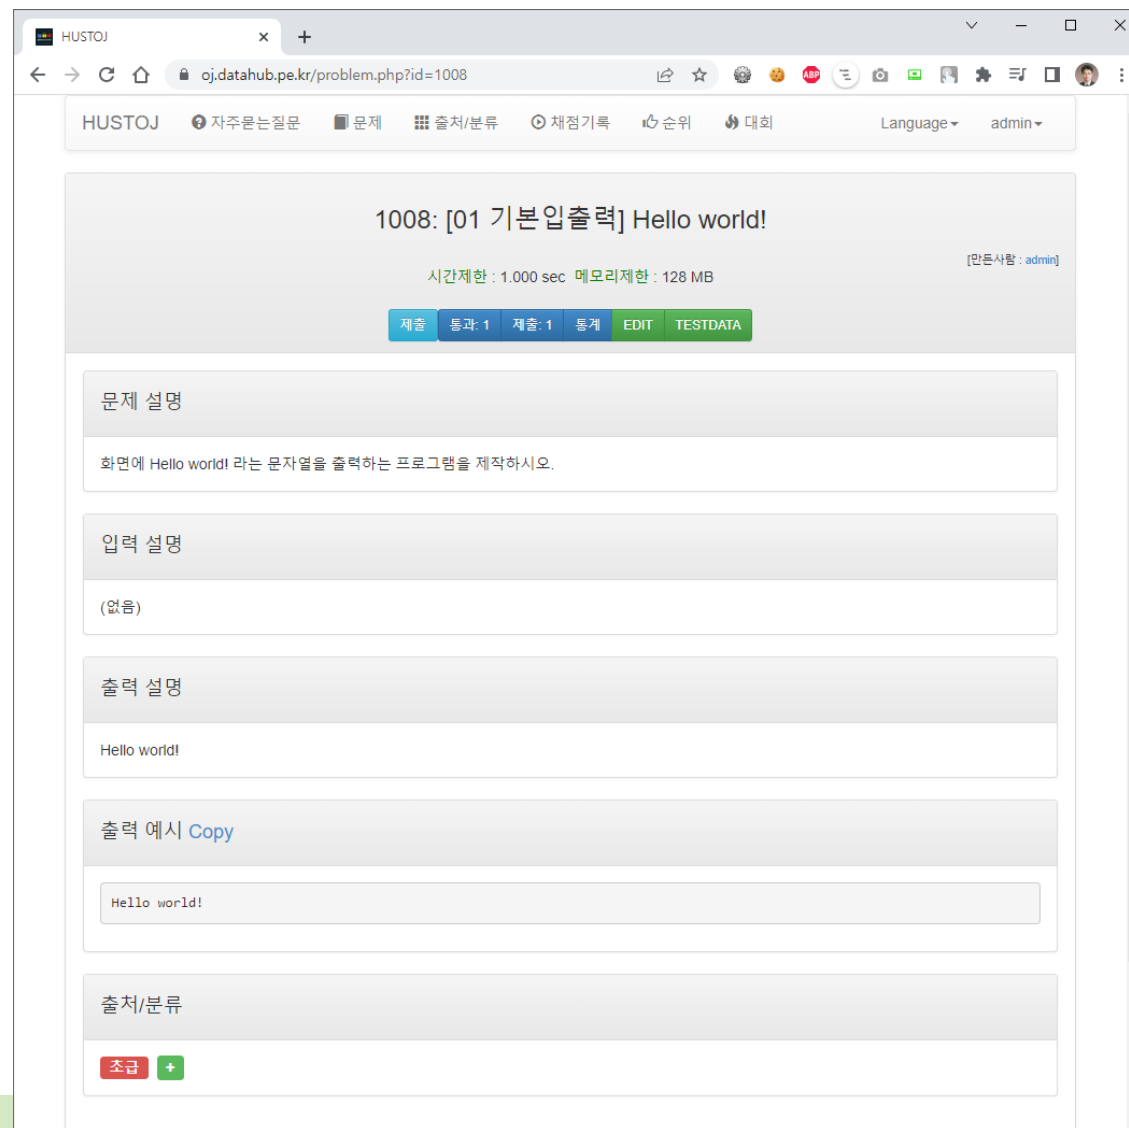 HUSTOJ
oj.datahub.pe.kr/problem.php?id=1008
ABP
HUSTOJ 자주묻는질문 문제 출처/분류 채점기록 순위 대회 Language admin
1008: [01 기본입출력] Hello world!
[만든사람 : admin]
시간제한 : 1.000 sec 메모리제한 : 128 MB
제출 통과: 1 제출: 1 통계 EDIT TESTDATA
문제 설명
화면에 Hello world! 라는 문자열을 출력하는 프로그램을 제작하시오.
입력 설명
(없음)
출력 설명
Hello world!
출력 예시 Copy
Hello world!
출처/분류
초급 +